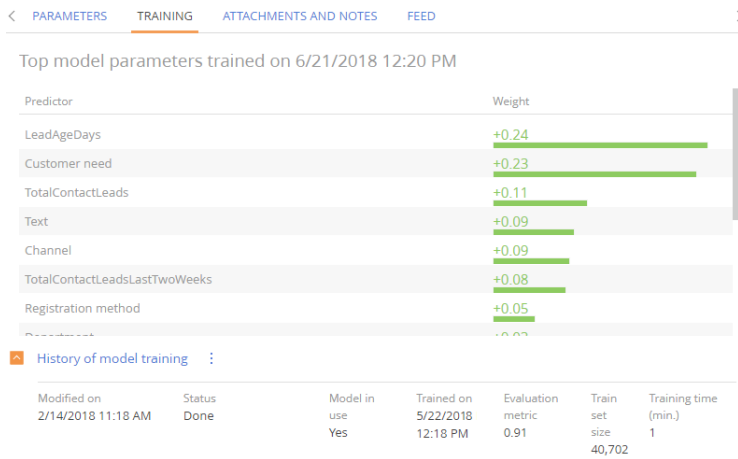 PARAMETERS TRAINING ATTACHMENTS AND NOTES FEED
Top model parameters trained on 6/21/2018 12:20 PM
Predictor Weight
LeadAgeDays +0.24
Customer need +0.23
TotalContactLeads +0.11
Text +0.09
Channel +0.09
TotalContactLeadsLastTwoWeeks +0.08
Registration method +0.05
History of model training
Modified on Status Model in use Trained on Evaluation metric Train set size Training time (min.)
2/14/2018 11:18 AM Done Yes 5/22/2018 12:18 PM 0.91 40,702 1